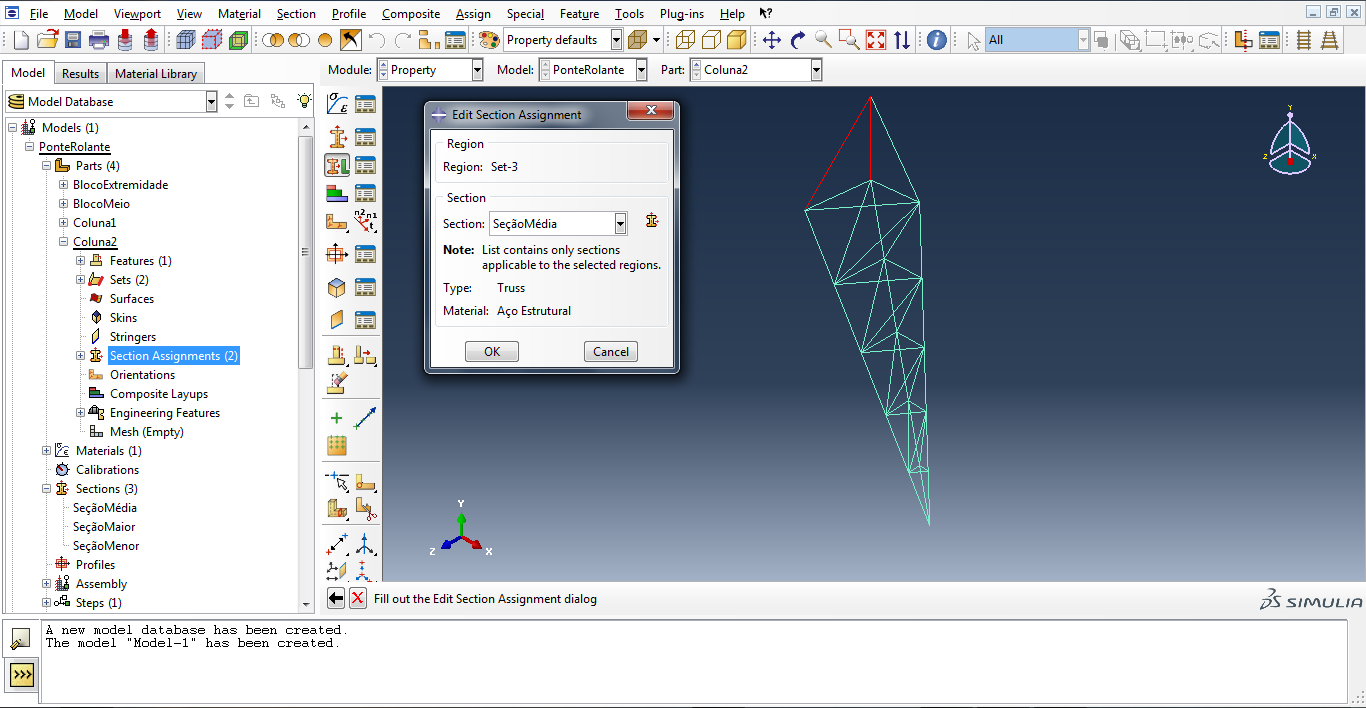 File Model Viewport View Material Section Profile Composite Assign Special Feature Tools Plug-ins Help
Property defaults
All
Model Results Material Library
Module: Property Model: PonteRolante Part: Coluna2
Model Database
Models (1)
PonteRolante
Parts (4)
BlocoExtremidade
BlocoMeio
Coluna1
Coluna2
Features (1)
Sets (2)
Surfaces
Skins
Stringers
Section Assignments (2)
Orientations
Composite Layups
Engineering Features
Mesh (Empty)
Materials (1)
Calibrations
Sections (3)
SeçãoMédia
SeçãoMaior
SeçãoMenor
Profiles
Assembly
Steps (1)
Edit Section Assignment
Region
Region: Set-3
Section
Section: SeçãoMédia
Note: List contains only sections
applicable to the selected regions.
Type: Truss
Material: Aço Estrutural
OK Cancel
Y
Z X
Y
Z X
Fill out the Edit Section Assignment dialog
SIMULIA
A new model database has been created.
The model "Model-1" has been created.
>>>